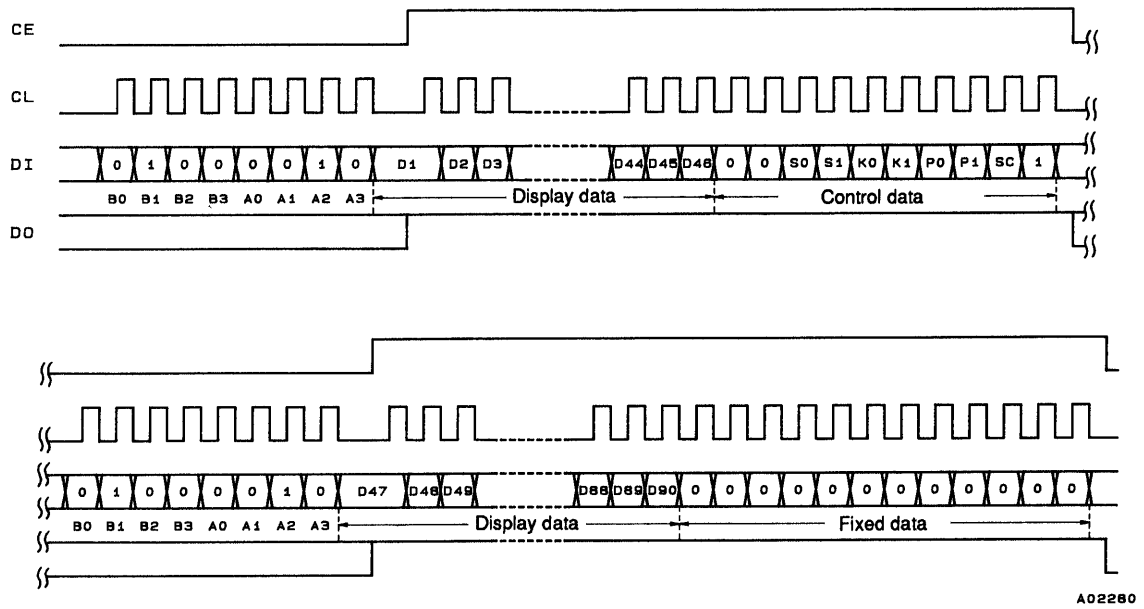 CE
CL
DI 0 1 0 0 0 0 1 0 D1 D2 D3 D44 D45 D46 0 0 S0 S1 K0 K1 P0 P1 SC 1
B0 B1 B2 B3 A0 A1 A2 A3 Display data Control data
DO
0 1 0 0 0 0 1 0 D47 D48 D49 D88 D89 D90 0 0 0 0 0 0 0 0 0 0 0 0
B0 B1 B2 B3 A0 A1 A2 A3 Display data Fixed data
A02280